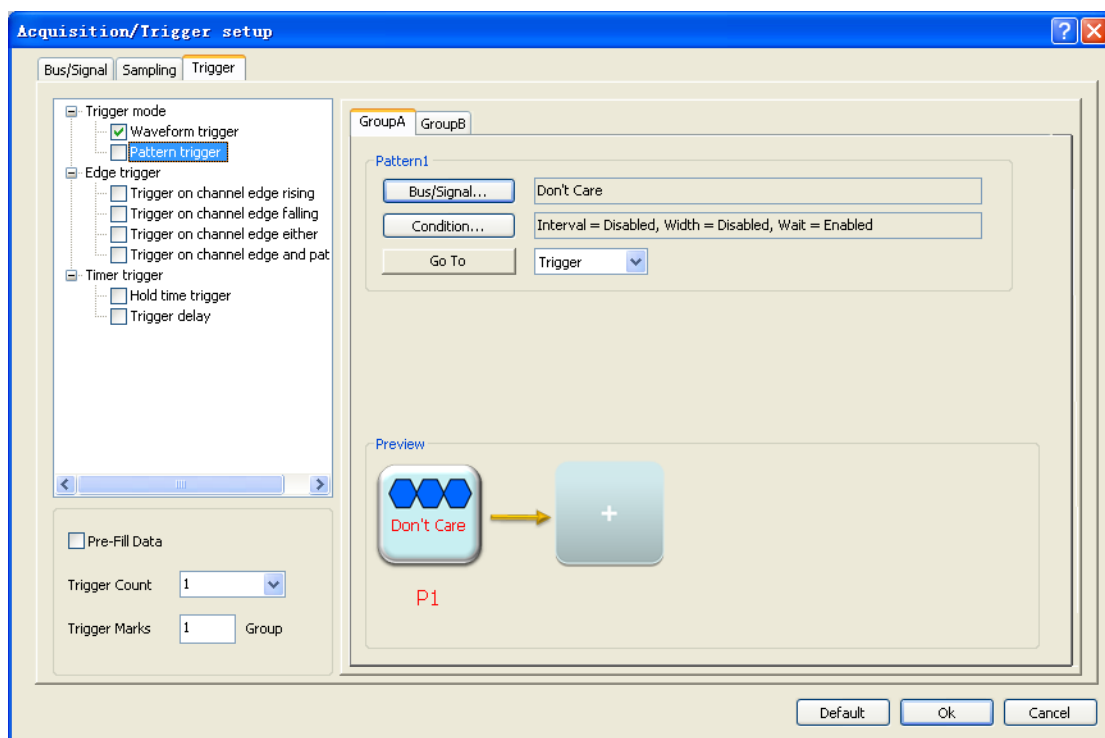 Acquisition/Trigger setup
Bus/Signal Sampling Trigger
Trigger mode
Waveform trigger
Pattern trigger
Edge trigger
Trigger on channel edge rising
Trigger on channel edge falling
Trigger on channel edge either
Trigger on channel edge and pat
Timer trigger
Hold time trigger
Trigger delay
Pre-Fill Data
Trigger Count 1
Trigger Marks 1 Group
GroupA GroupB
Pattern1
Bus/Signal... Don't Care
Condition... Interval = Disabled, Width = Disabled, Wait = Enabled
Go To Trigger
Preview
Don't Care
+
P1
Default Ok Cancel